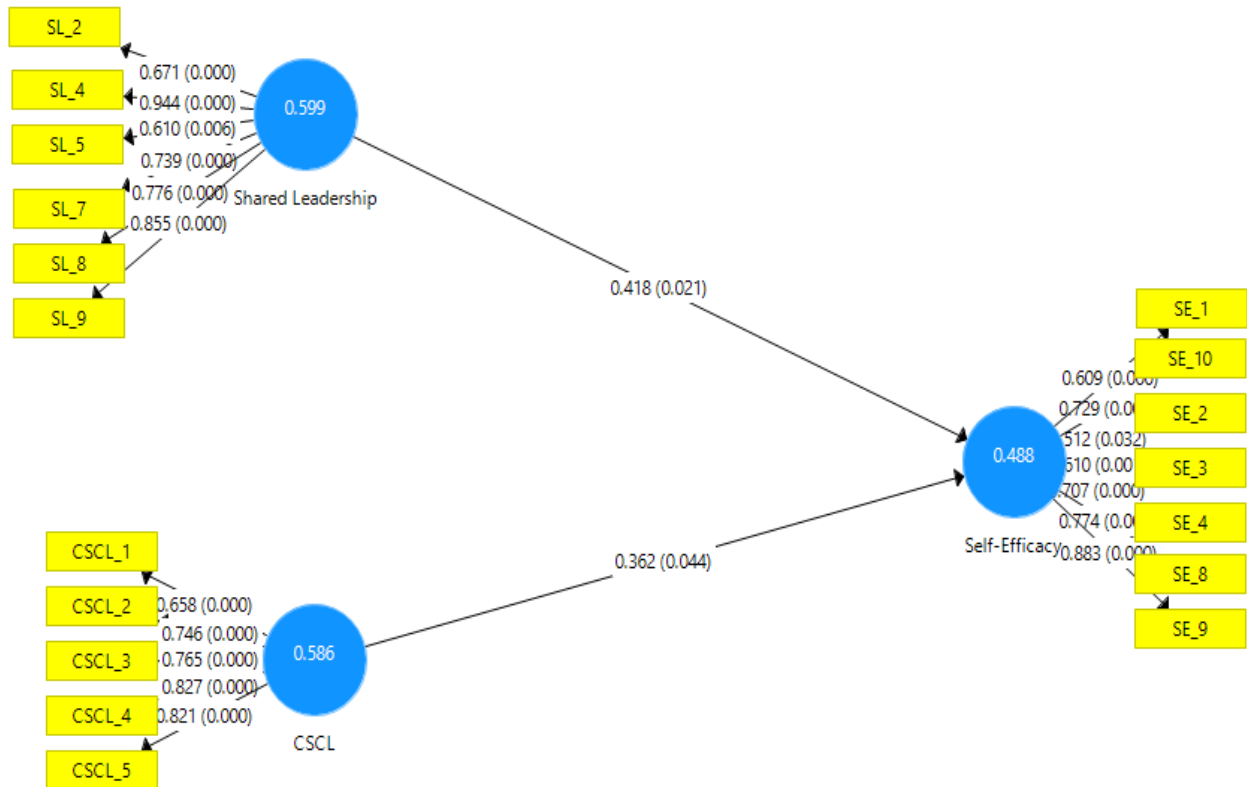 SL_2
SL_4
SL_5
SL_7
SL_8
SL_9
0.671 (0.000)
0.944 (0.000)
0.610 (0.006)
0.739 (0.000)
0.776 (0.000)
0.855 (0.000)
0.599
Shared Leadership
0.418 (0.021)
0.362 (0.044)
CSCL_1
CSCL_2
CSCL_3
CSCL_4
CSCL_5
0.658 (0.000)
0.746 (0.000)
0.765 (0.000)
0.827 (0.000)
0.821 (0.000)
0.586
CSCL
0.488
Self-Efficacy
0.609 (0.000)
0.729
512 (0.032)
707 (0.000)
0.774
0.883 (0.000)
SE_1
SE_10
SE_2
SE_3
SE_4
SE_8
SE_9